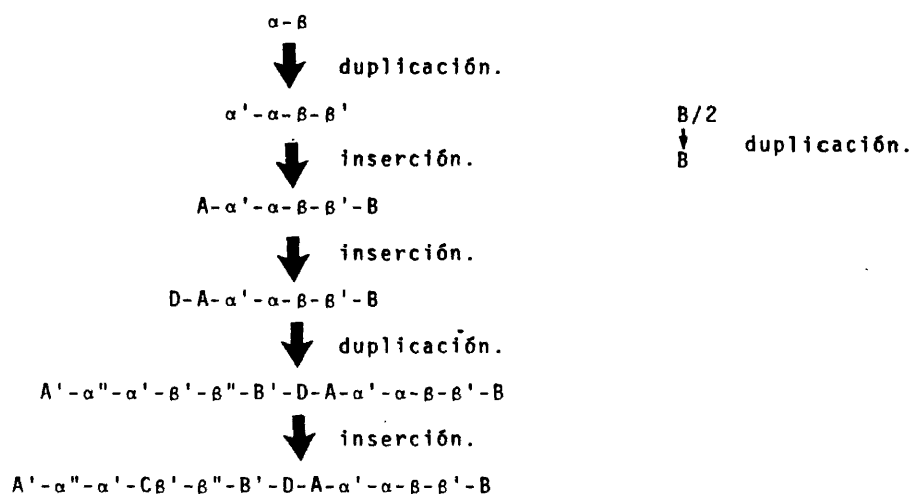 α-β
duplicación.
α'-α-β-β'
inserción.
A-α'-α-β-β'-B
inserción.
D-A-α'-α-β-β'-B
duplicación.
A'-α"-α'-β'-β"-B'-D-A-α'-α-β-β'-B
inserción.
A'-α"-α'-Cβ'-β"-B'-D-A-α'-α-β-β'-B
B/2
duplicación.
B